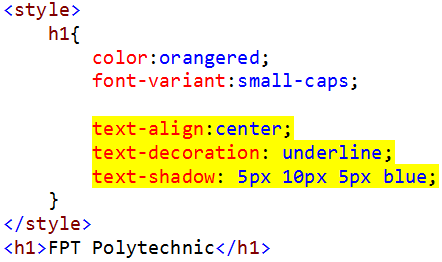 <style>
h1{
color:orangered;
font-variant:small-caps;
text-align:center;
text-decoration: underline;
text-shadow: 5px 10px 5px blue;
}
</style>
<h1>FPT Polytechnic</h1>